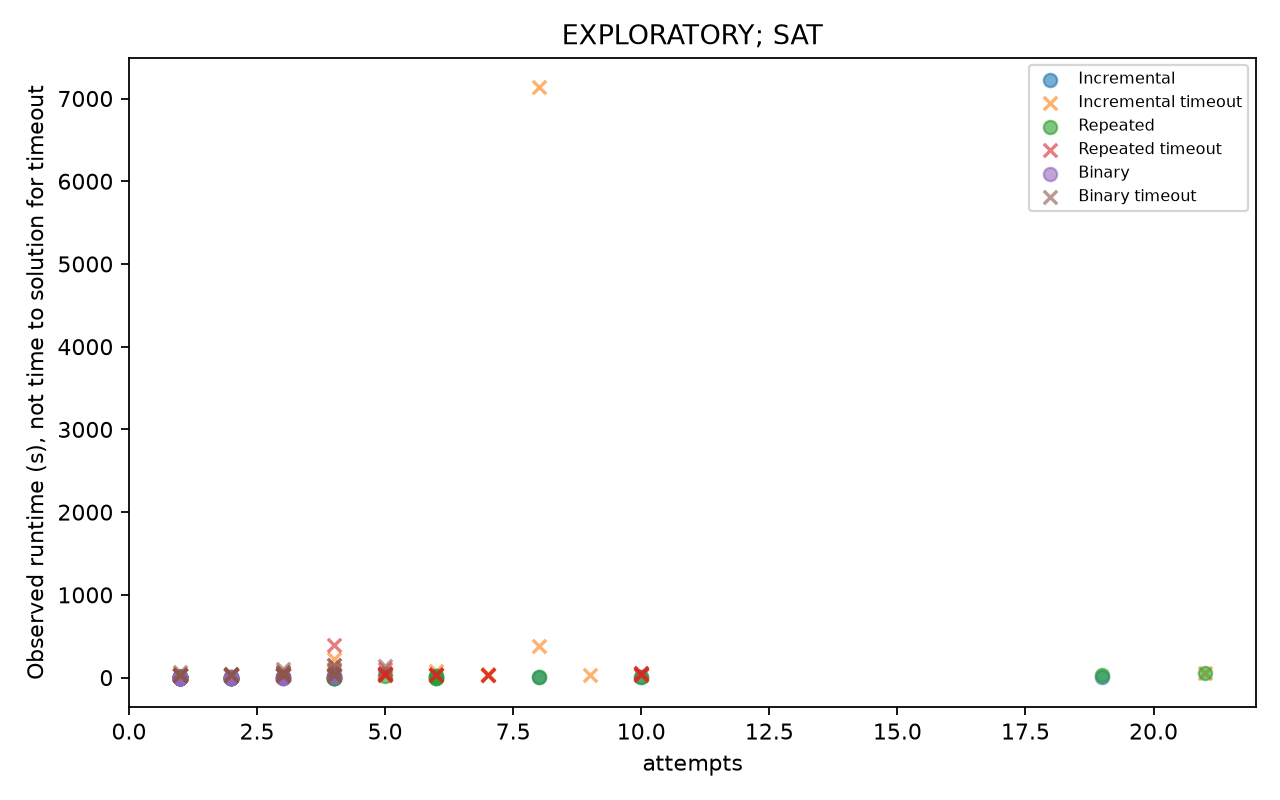 EXPLORATORY; SAT
Observed runtime (s), not time to solution for timeout
7000
6000
5000
4000
3000
2000
1000
0
0.0
2.5
5.0
7.5
10.0
12.5
15.0
17.5
20.0
attempts
Incremental
Incremental timeout
Repeated
Repeated timeout
Binary
Binary timeout